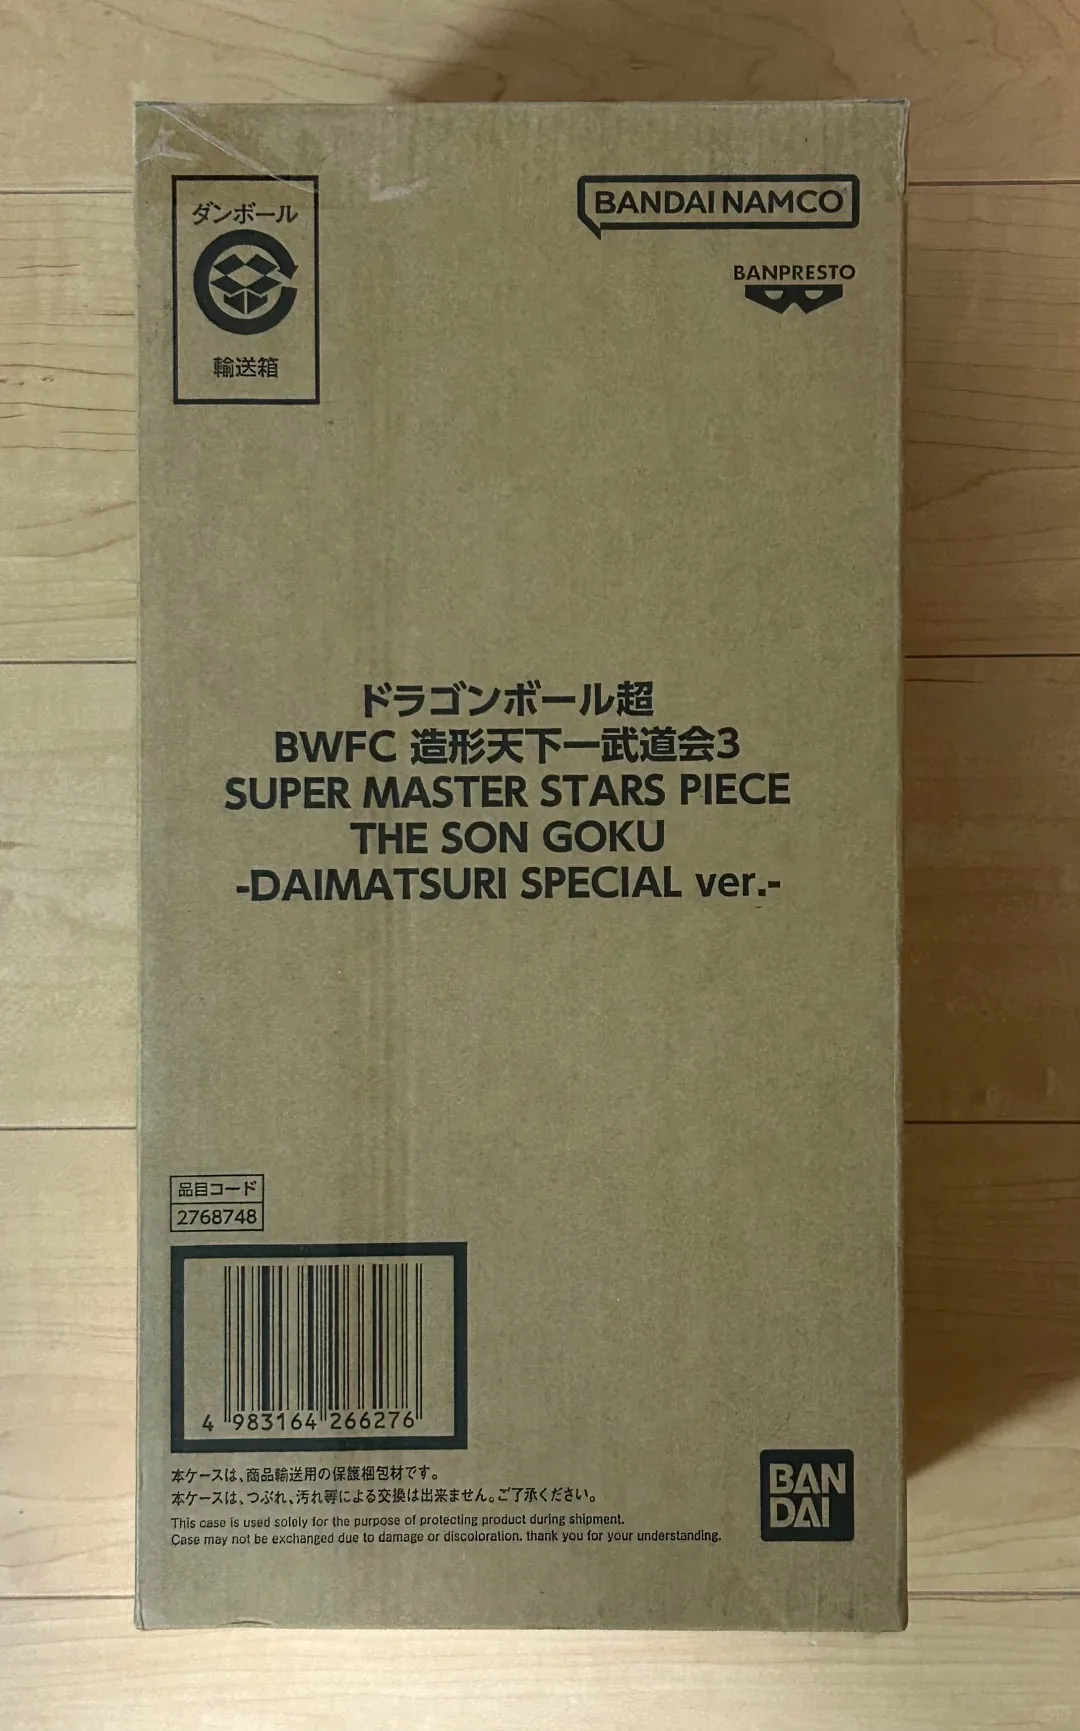 ダンボール
輸送箱
BANDAI NAMCO
BANPRESTO
ドラゴンボール超
BWFC 造形天下一武道会3
SUPER MASTER STARS PIECE
THE SON GOKU
-DAIMATSURI SPECIAL ver.-
品目コード
2768748
4 983164 266276
本ケースは、商品輸送用の保護梱包材です。
本ケースは、つぶれ、汚れ等による交換は出来ません。ご了承ください。
This case is used solely for the purpose of protecting product during shipment.
Case may not be exchanged due to damage or discoloration. thank you for your understanding.
BAN
DAI